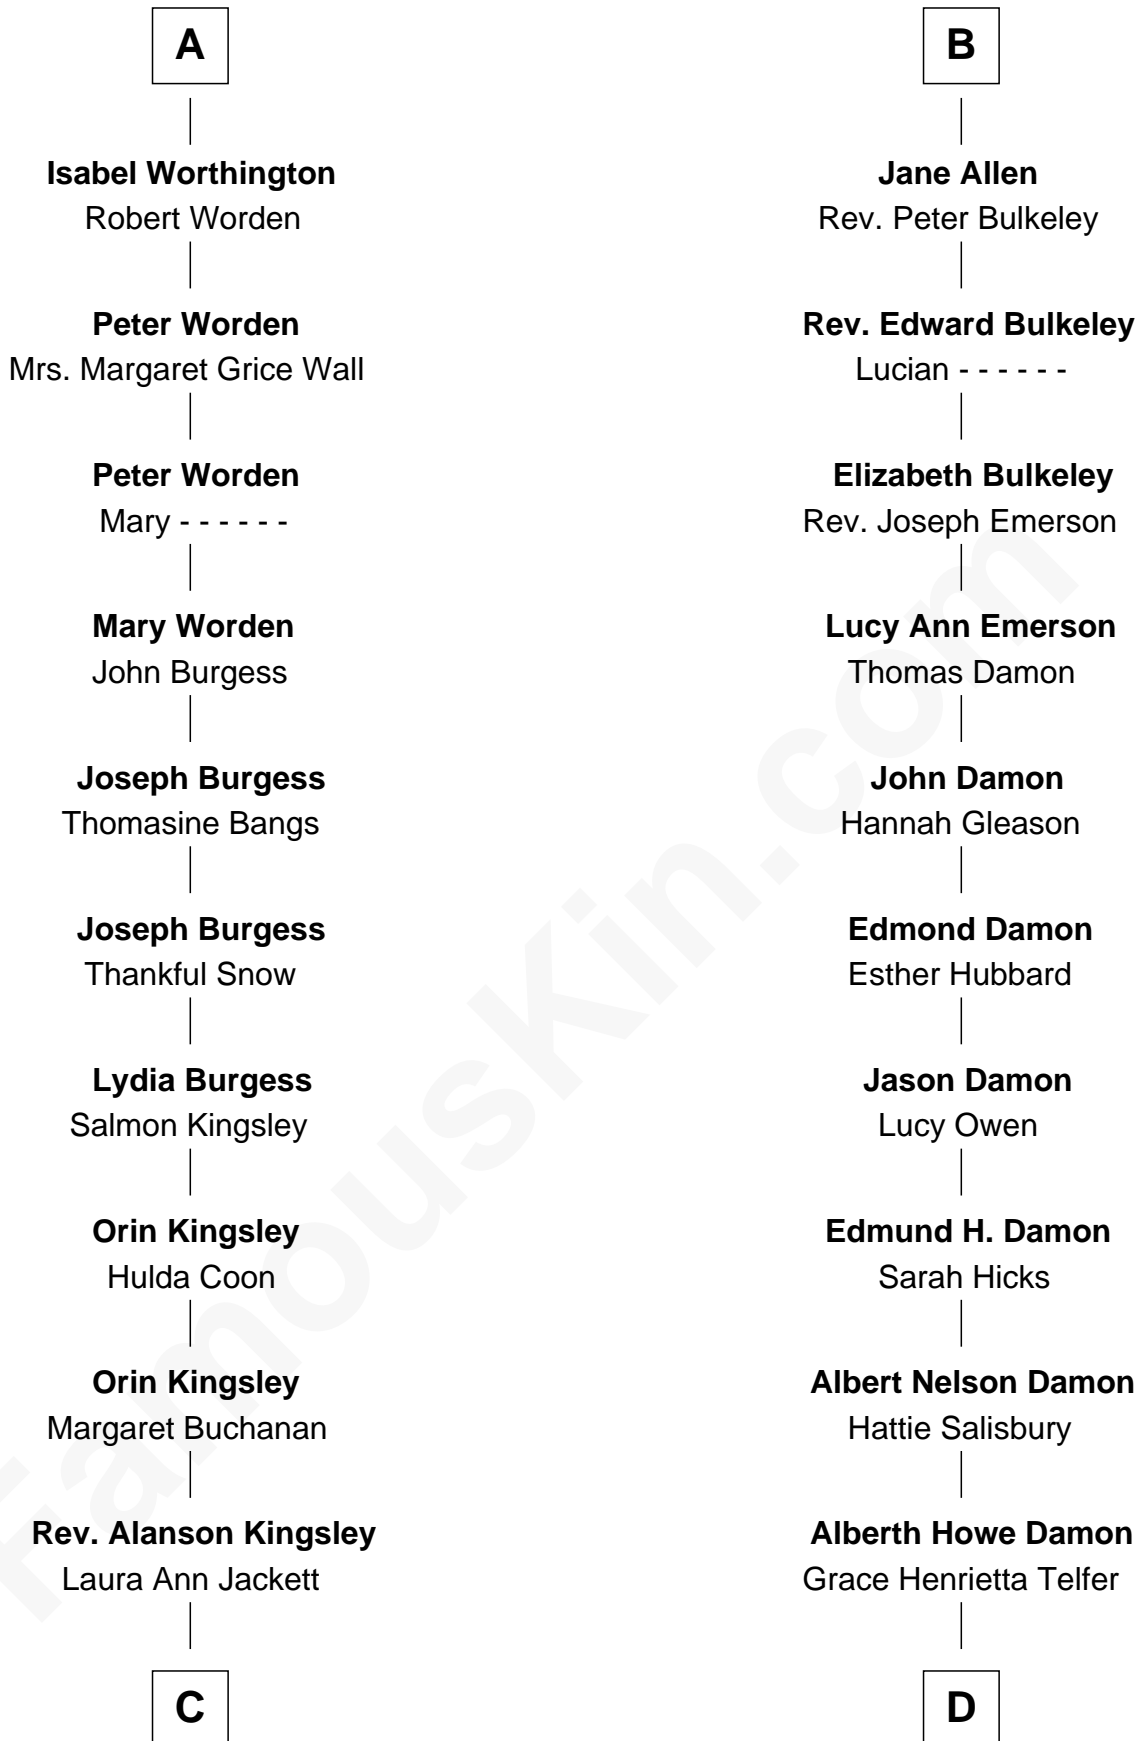 A
Isabel Worthington
Robert Worden
Peter Worden
Mrs. Margaret Grice Wall
Peter Worden
Mary - - - - - -
Mary Worden
John Burgess
Joseph Burgess
Thomasine Bangs
Joseph Burgess
Thankful Snow
Lydia Burgess
Salmon Kingsley
Orin Kingsley
Hulda Coon
Orin Kingsley
Margaret Buchanan
Rev. Alanson Kingsley
Laura Ann Jackett
C
B
Jane Allen
Rev. Peter Bulkeley
Rev. Edward Bulkeley
Lucian - - - - - -
Elizabeth Bulkeley
Rev. Joseph Emerson
Lucy Ann Emerson
Thomas Damon
John Damon
Hannah Gleason
Edmond Damon
Esther Hubbard
Jason Damon
Lucy Owen
Edmund H. Damon
Sarah Hicks
Albert Nelson Damon
Hattie Salisbury
Alberth Howe Damon
Grace Henrietta Telfer
D
FamousKin.com